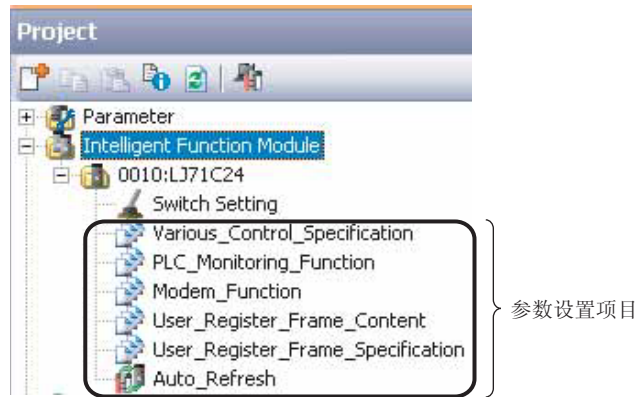 Project
Parameter
Intelligent Function Module
0010:LJ71C24
Switch Setting
Various_Control_Specification
PLC_Monitoring_Function
Modem_Function
User_Register_Frame_Content
User_Register_Frame_Specification
Auto_Refresh
参数设置项目